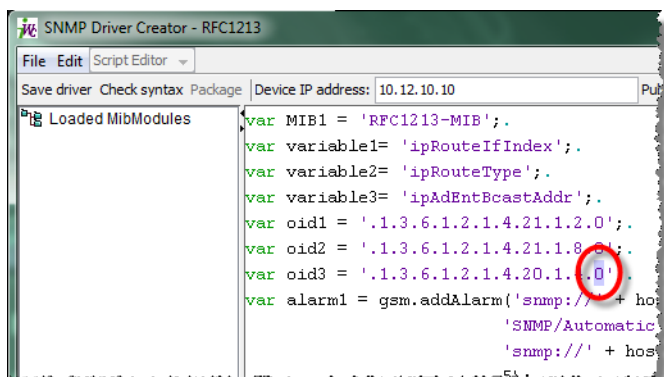 SNMP Driver Creator - RFC1213
File Edit Script Editor
Save driver Check syntax Package Device IP address: 10.12.10.10
Loaded MibModules
var MIB1 = 'RFC1213-MIB';.
var variable1= 'ipRouteIfIndex';.
var variable2= 'ipRouteType';.
var variable3= 'ipAdEntBcastAddr';.
var oid1 = '.1.3.6.1.2.1.4.21.1.2.0';.
var oid2 = '.1.3.6.1.2.1.4.21.1.8.0';.
var oid3 = '.1.3.6.1.2.1.4.20.1.4.0'
var alarm1 = gsm.addAlarm('snmp://' + hos
'SNMP/Automatic
'snmp://' + host